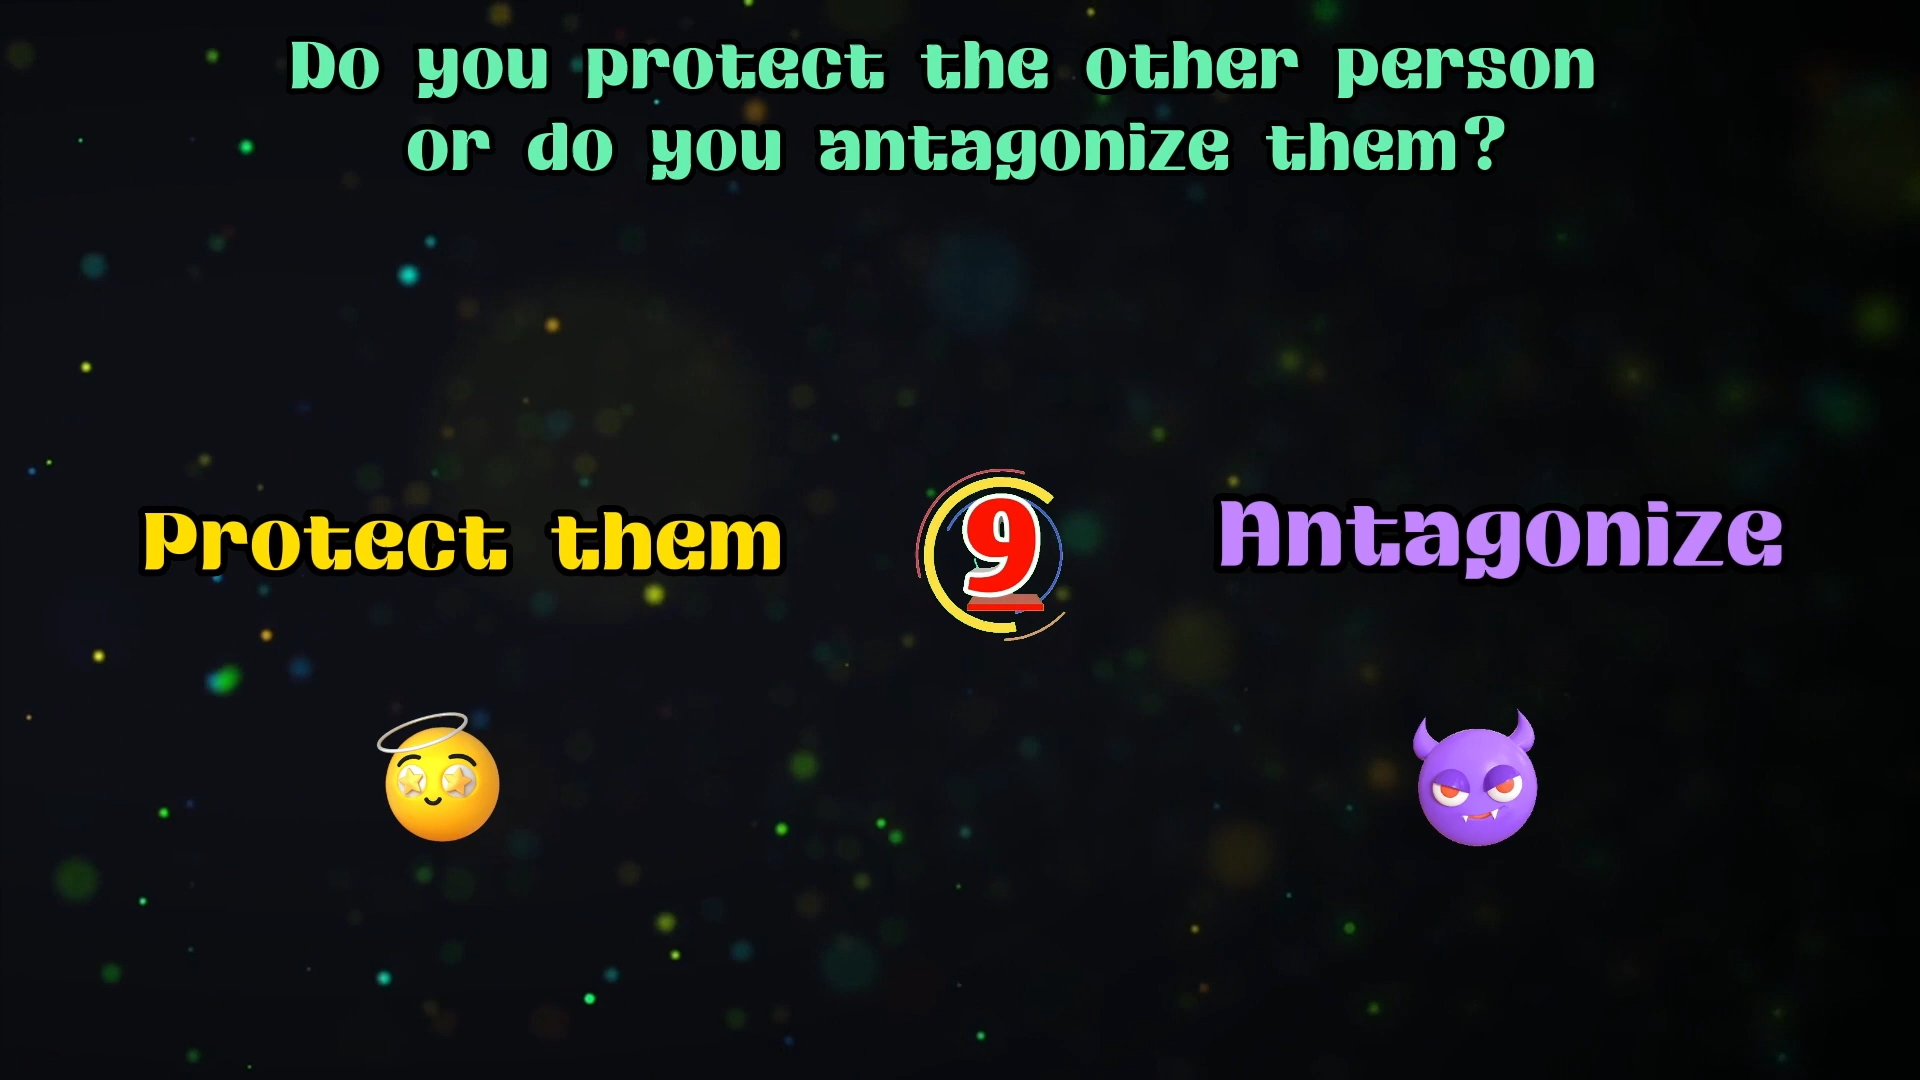 Do you protect the other person
or do you antagonize them?
Protect them
9
Antagonize